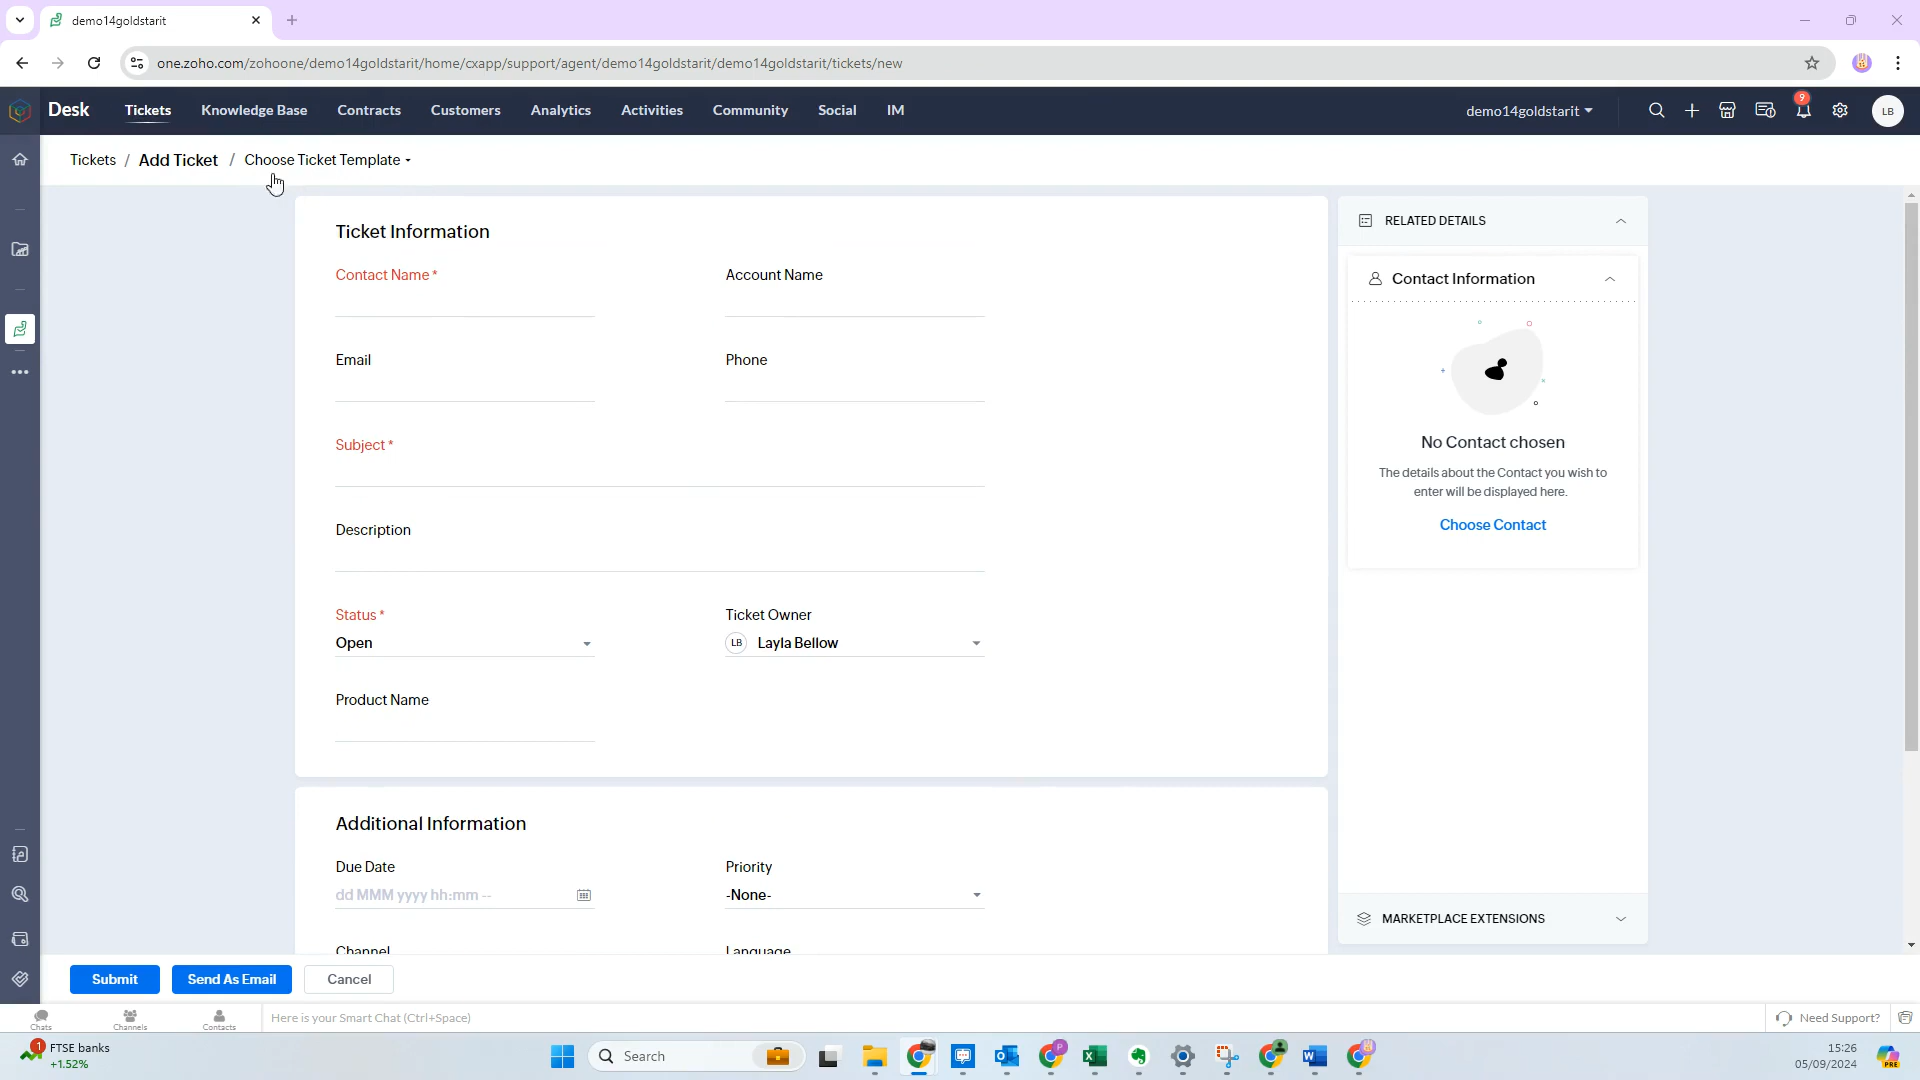 demo14goldstarit
one.zoho.com/zohoone/demo14goldstarit/home/cxapp/support/agent/demo14goldstarit/demo14goldstarit/tickets/new
Desk Tickets Knowledge Base Contracts Customers Analytics Activities Community Social IM demo14goldstarit 9 LB
Tickets / Add Ticket / Choose Ticket Template
Ticket Information
Contact Name *
Account Name
Email
Phone
Subject *
Description
Status *
Open
Ticket Owner
LB Layla Bellow
Product Name
Additional Information
Due Date
dd MMM yyyy hh:mm --
Priority
-None-
Channel
Language
RELATED DETAILS
Contact Information
No Contact chosen
The details about the Contact you wish to
enter will be displayed here.
Choose Contact
MARKETPLACE EXTENSIONS
Submit Send As Email Cancel
Chats Channels Contacts Here is your Smart Chat (Ctrl+Space) Need Support?
1 FTSE banks
+1.52%
Search
P
PRE
15:26
05/09/2024